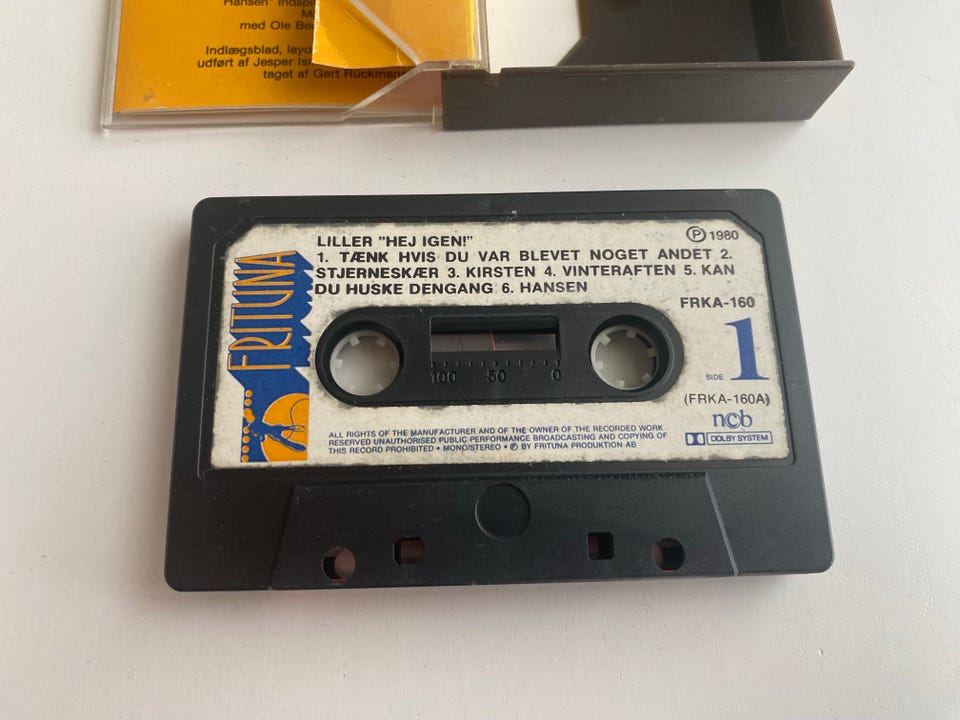 Hansen" indspi
med Ole Be
Indlægsblad, layo
udført af Jesper Is
taget af Gert Rückmann
LILLER "HEJ IGEN!"
Ⓟ 1980
1. TÆNK HVIS DU VAR BLEVET NOGET ANDET 2.
STJERNESKÆR 3. KIRSTEN 4. VINTERAFTEN 5. KAN
DU HUSKE DENGANG 6. HANSEN
FRITUNA
FRKA-160
100 50 0
SIDE 1
(FRKA-160A)
ncb
DOLBY SYSTEM
ALL RIGHTS OF THE MANUFACTURER AND OF THE OWNER OF THE RECORDED WORK
RESERVED UNAUTHORISED PUBLIC PERFORMANCE BROADCASTING AND COPYING OF
THIS RECORD PROHIBITED • MONO/STEREO • Ⓟ BY FRITUNA PRODUKTION AB